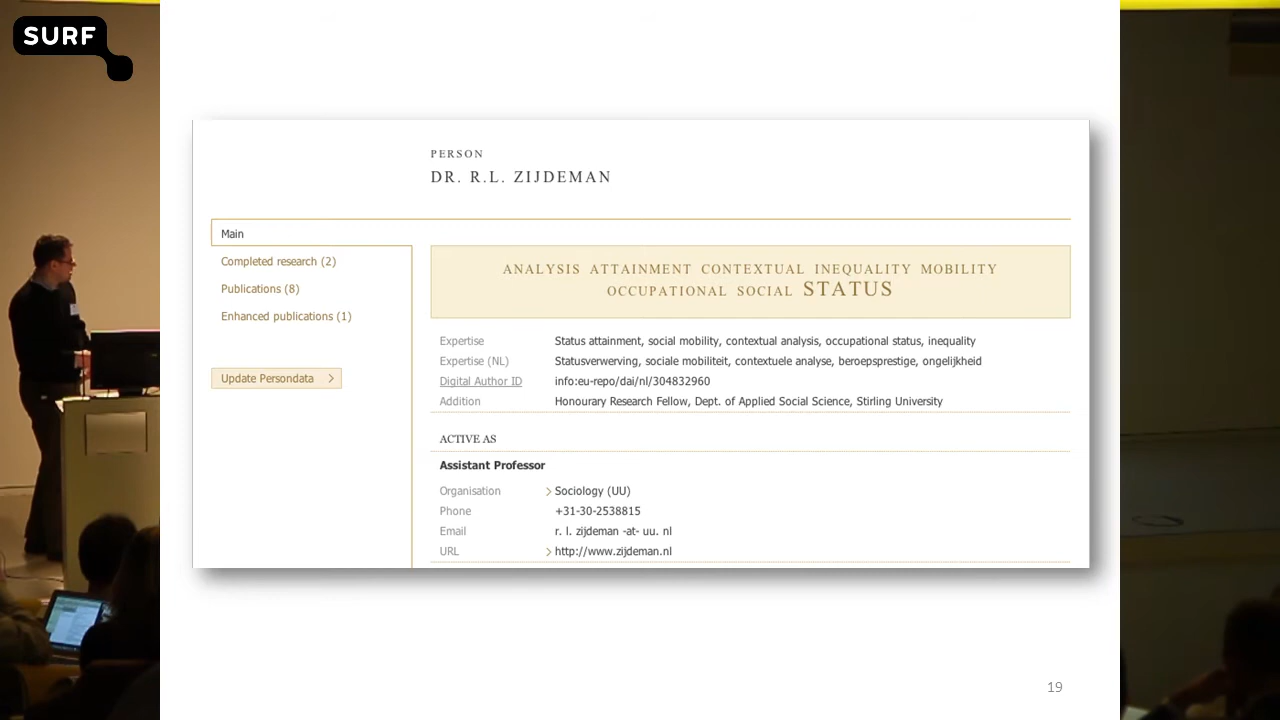 SURF
PERSON
DR. R.L. ZIJDEMAN
Main
Completed research (2)
Publications (8)
Enhanced publications (1)
Update Persondata
ANALYSIS ATTAINMENT CONTEXTUAL INEQUALITY MOBILITY
OCCUPATIONAL SOCIAL STATUS
Expertise Status attainment, social mobility, contextual analysis, occupational status, inequality
Expertise (NL) Statusverwerving, sociale mobiliteit, contextuele analyse, beroepsprestige, ongelijkheid
Digital Author ID info:eu-repo/dai/nl/304832960
Addition Honourary Research Fellow, Dept. of Applied Social Science, Stirling University
ACTIVE AS
Assistant Professor
Organisation Sociology (UU)
Phone +31-30-2538815
Email r. l. zijdeman -at- uu. nl
URL http://www.zijdeman.nl
19